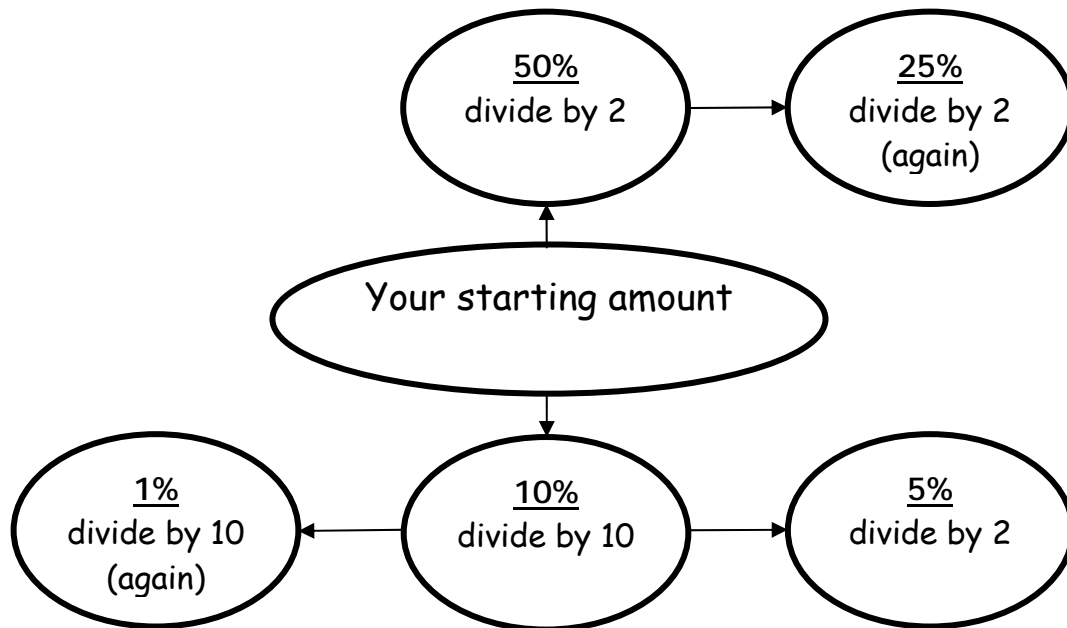 50%
divide by 2
25%
divide by 2
(again)
Your starting amount
1%
divide by 10
(again)
10%
divide by 10
5%
divide by 2